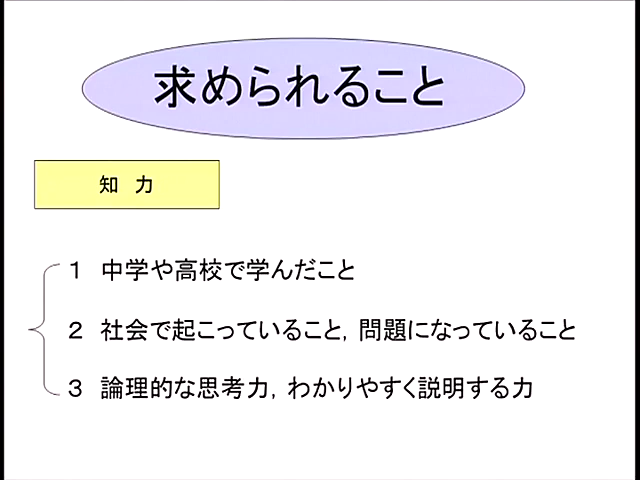 求められること
知　力
１　中学や高校で学んだこと
２　社会で起こっていること，問題になっていること
３　論理的な思考力，わかりやすく説明する力